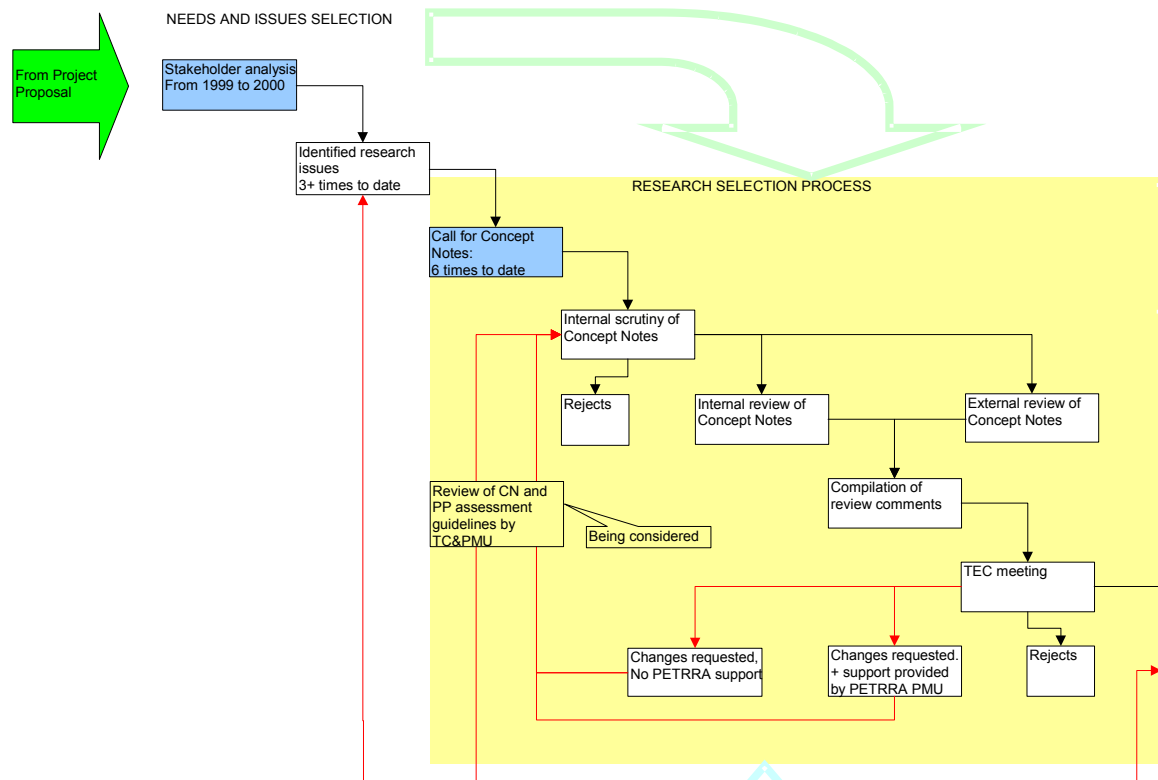 NEEDS AND ISSUES SELECTION
From Project
Proposal
Stakeholder analysis
From 1999 to 2000
Identified research
issues
3+ times to date
RESEARCH SELECTION PROCESS
Call for Concept
Notes:
6 times to date
Internal scrutiny of
Concept Notes
Rejects
Internal review of
Concept Notes
External review of
Concept Notes
Review of CN and
PP assessment
guidelines by
TC&PMU
Being considered
Compilation of
review comments
TEC meeting
Changes requested,
No PETRRA support
Changes requested.
+ support provided
by PETRRA PMU
Rejects